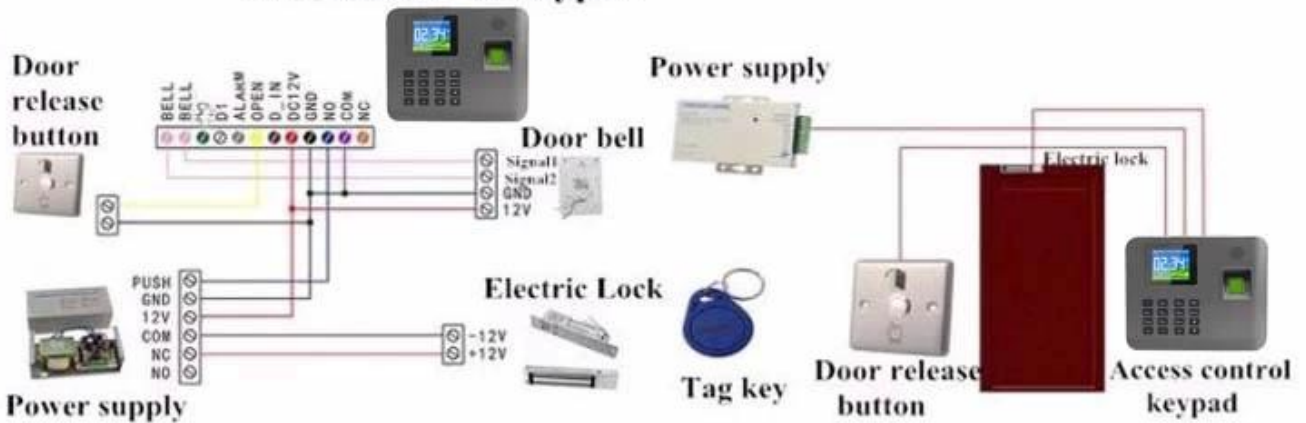 Door
release
button
BELL
BELL
D1
ALARM
OPEN
D_IN
DC12V
GND
NO
COM
NC
02:34
Door bell
Signal1
Signal2
GND
12V
PUSH
GND
12V
COM
NC
NO
Power supply
Electric Lock
-12V
+12V
Tag key
Power supply
Electric lock
Door release
button
02:34
Access control
keypad